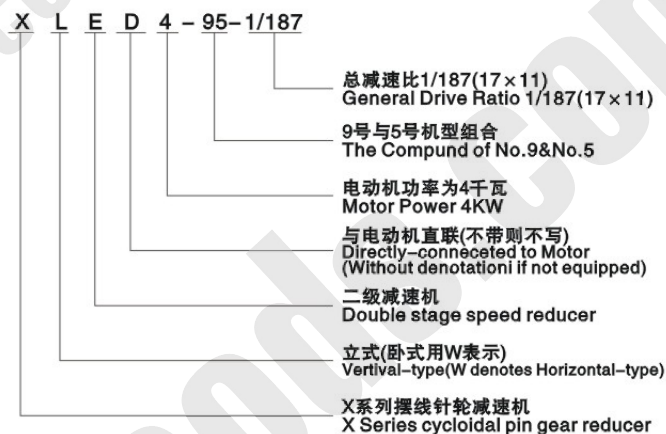 X L E D 4 - 95-1/187
总减速比1/187(17×11)
General Drive Ratio 1/187(17×11)
9号与5号机型组合
The Compund of No.9&No.5
电动机功率为4千瓦
Motor Power 4KW
与电动机直联(不带则不写)
Directly-conneceted to Motor
(Without denotationi if not equipped)
二级减速机
Double stage speed reducer
立式(卧式用W表示)
Vertival-type(W denotes Horizontal-type)
X系列摆线针轮减速机
X Series cycloidal pin gear reducer